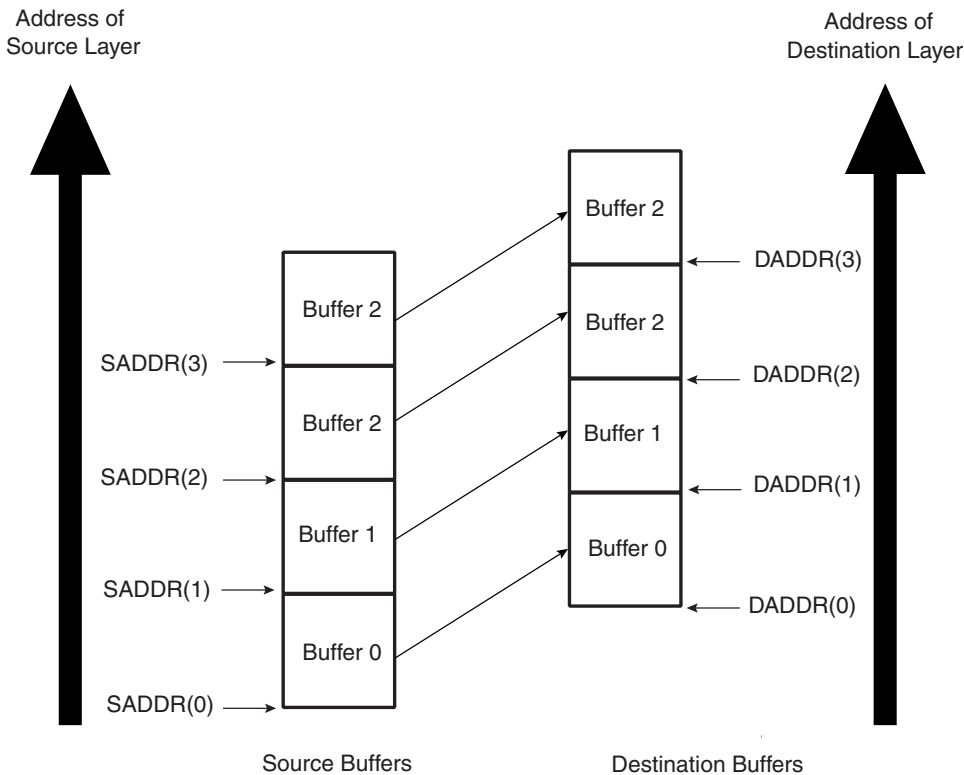 Address of
Source Layer
Address of
Destination Layer
Buffer 2
Buffer 2
Buffer 1
Buffer 0
SADDR(3)
SADDR(2)
SADDR(1)
SADDR(0)
Buffer 2
Buffer 2
Buffer 1
Buffer 0
DADDR(3)
DADDR(2)
DADDR(1)
DADDR(0)
Source Buffers
Destination Buffers